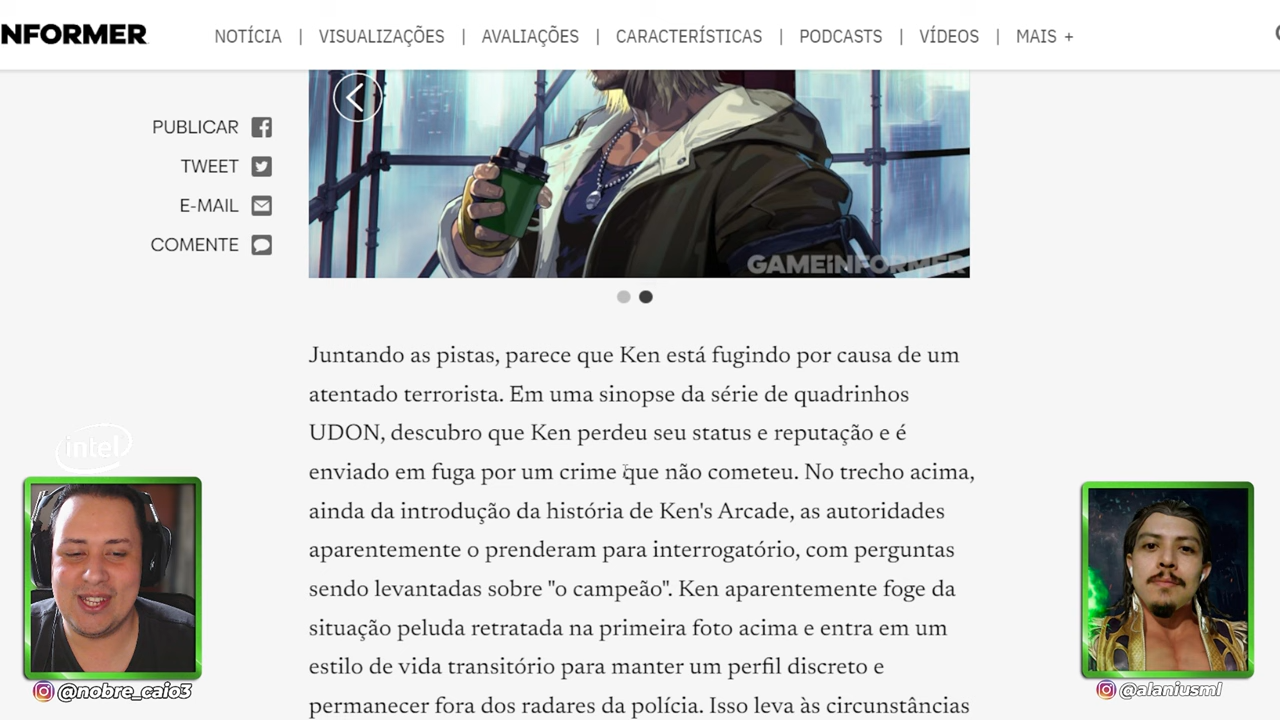 NFORMER
NOTÍCIA | VISUALIZAÇÕES | AVALIAÇÕES | CARACTERÍSTICAS | PODCASTS | VÍDEOS | MAIS +
PUBLICAR
TWEET
E-MAIL
COMENTE
GAMEINFORMER
Juntando as pistas, parece que Ken está fugindo por causa de um
atentado terrorista. Em uma sinopse da série de quadrinhos
UDON, descubro que Ken perdeu seu status e reputação e é
enviado em fuga por um crime que não cometeu. No trecho acima,
ainda da introdução da história de Ken's Arcade, as autoridades
aparentemente o prenderam para interrogatório, com perguntas
sendo levantadas sobre "o campeão". Ken aparentemente foge da
situação peluda retratada na primeira foto acima e entra em um
estilo de vida transitório para manter um perfil discreto e
permanecer fora dos radares da polícia. Isso leva às circunstâncias
intel
@nobre_caio3
@alaniusml